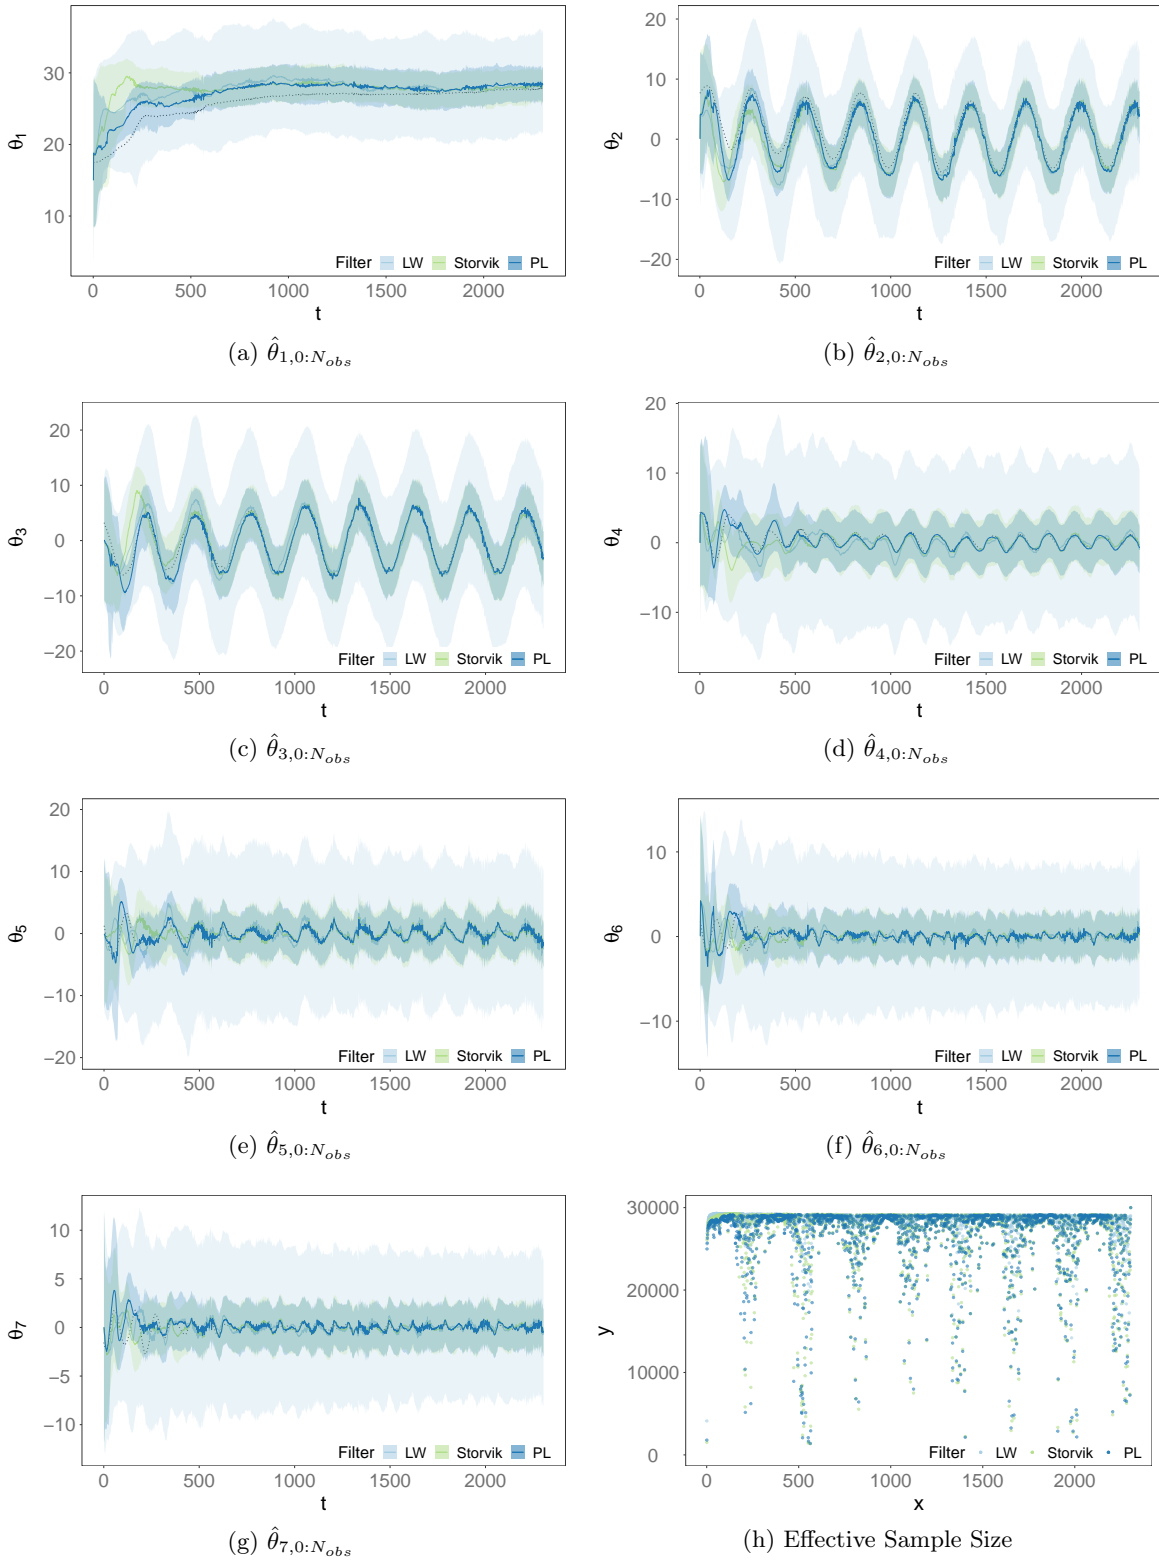 30
20
10
θ1
0 500 1000 1500 2000
t
Filter LW Storvik PL
(a) θ̂1,0:Nobs
20
10
0
−10
−20
θ2
0 500 1000 1500 2000
t
Filter LW Storvik PL
(b) θ̂2,0:Nobs
20
10
0
−10
−20
θ3
0 500 1000 1500 2000
t
Filter LW Storvik PL
(c) θ̂3,0:Nobs
20
10
0
−10
θ4
0 500 1000 1500 2000
t
Filter LW Storvik PL
(d) θ̂4,0:Nobs
20
10
0
−10
−20
θ5
0 500 1000 1500 2000
t
Filter LW Storvik PL
(e) θ̂5,0:Nobs
10
0
−10
θ6
0 500 1000 1500 2000
t
Filter LW Storvik PL
(f) θ̂6,0:Nobs
10
5
0
−5
−10
θ7
0 500 1000 1500 2000
t
Filter LW Storvik PL
(g) θ̂7,0:Nobs
30000
20000
10000
0
y
0 500 1000 1500 2000
x
Filter LW Storvik PL
(h) Effective Sample Size